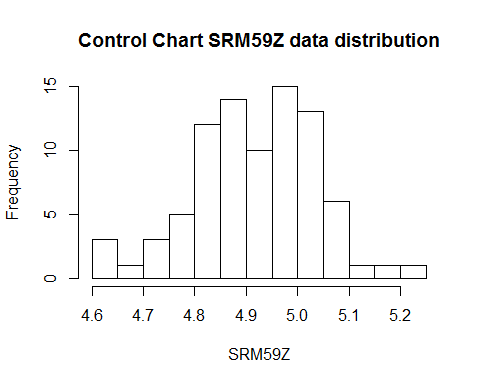 Control Chart SRM59Z data distribution
15
10
5
0
Frequency
4.6 4.7 4.8 4.9 5.0 5.1 5.2
SRM59Z